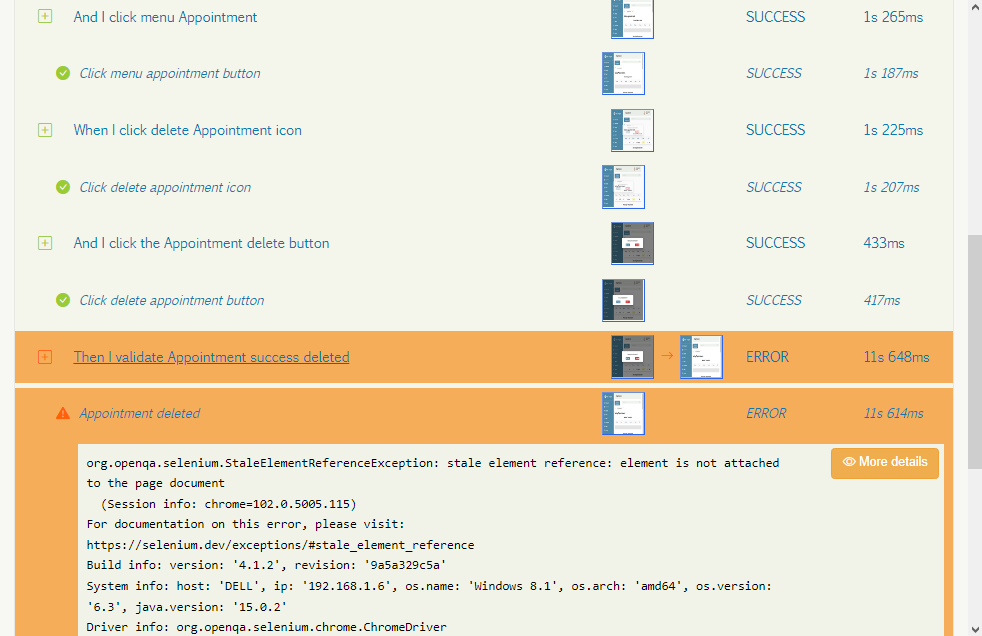 And I click menu Appointment SUCCESS 1s 265ms
Click menu appointment button SUCCESS 1s 187ms
When I click delete Appointment icon SUCCESS 1s 225ms
Click delete appointment icon SUCCESS 1s 207ms
And I click the Appointment delete button SUCCESS 433ms
Click delete appointment button SUCCESS 417ms
Then I validate Appointment success deleted → ERROR 11s 648ms
Appointment deleted ERROR 11s 614ms
org.openqa.selenium.StaleElementReferenceException: stale element reference: element is not attached
More details
to the page document
(Session info: chrome=102.0.5005.115)
For documentation on this error, please visit:
https://selenium.dev/exceptions/#stale_element_reference
Build info: version: '4.1.2', revision: '9a5a329c5a'
System info: host: 'DELL', ip: '192.168.1.6', os.name: 'Windows 8.1', os.arch: 'amd64', os.version:
'6.3', java.version: '15.0.2'
Driver info: org.openqa.selenium.chrome.ChromeDriver